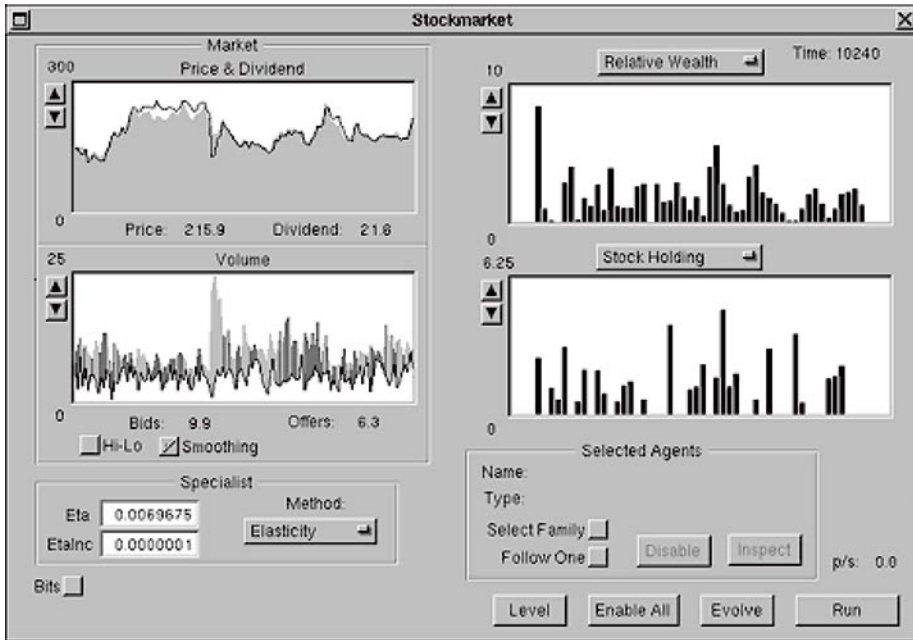 Stockmarket
Market
300
Price & Dividend
0
Price: 215.9 Dividend: 21.6
25
Volume
0
Bids: 9.9 Offers: 6.3
Hi-Lo Smoothing
Specialist
Eta 0.0069675
EtaInc 0.0000001
Method:
Elasticity
Bits
Relative Wealth
Time: 10240
10
0
6.25
Stock Holding
0
Selected Agents
Name:
Type:
Select Family
Follow One
Disable
Inspect
p/s: 0.0
Level
Enable All
Evolve
Run